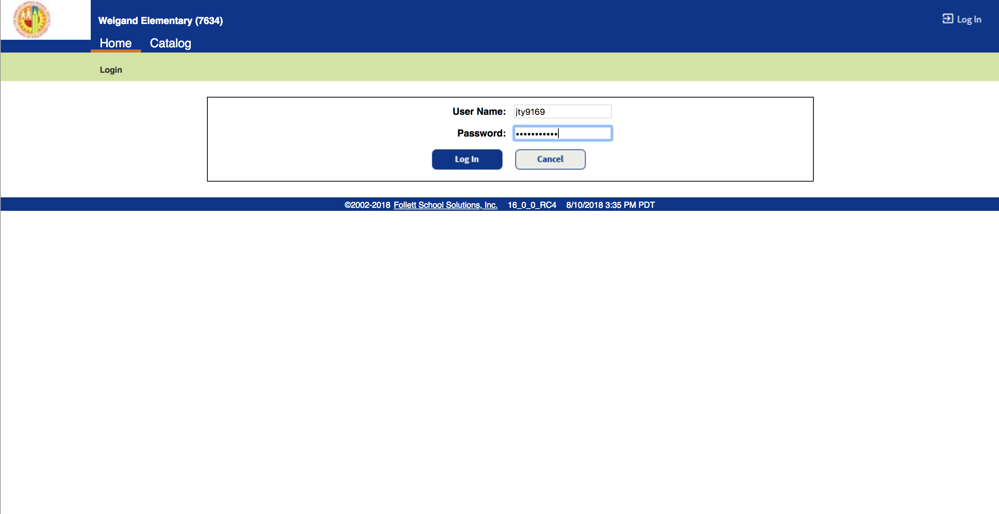 Weigand Elementary (7634)
Log In
Home Catalog
Login
User Name: jty9169
Password: •••••••••••
Log In Cancel
©2002-2018 Follett School Solutions, Inc. 16_0_0_RC4 8/10/2018 3:35 PM PDT